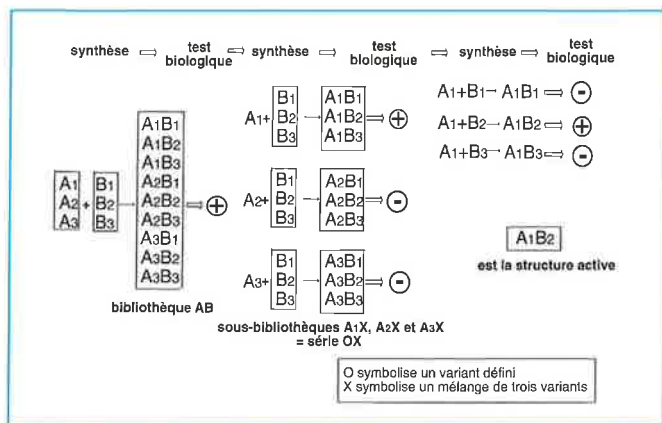 synthèse ⇨ test biologique ⇨ synthèse ⇨ test biologique ⇨ synthèse ⇨ test biologique
A1
A2
A3
+
B1
B2
B3
→
A1B1
A1B2
A1B3
A2B1
A2B2
A2B3
A3B1
A3B2
A3B3
⇨ +
bibliothèque AB
A1+
B1
B2
B3
→
A1B1
A1B2
A1B3
⇨ +
A2+
B1
B2
B3
→
A2B1
A2B2
A2B3
⇨ -
A3+
B1
B2
B3
→
A3B1
A3B2
A3B3
⇨ -
sous-bibliothèques A1X, A2X et A3X
= série OX
A1+B1→ A1B1 ⇨ -
A1+B2→ A1B2 ⇨ +
A1+B3→ A1B3 ⇨ -
A1B2
est la structure active
O symbolise un variant défini
X symbolise un mélange de trois variants